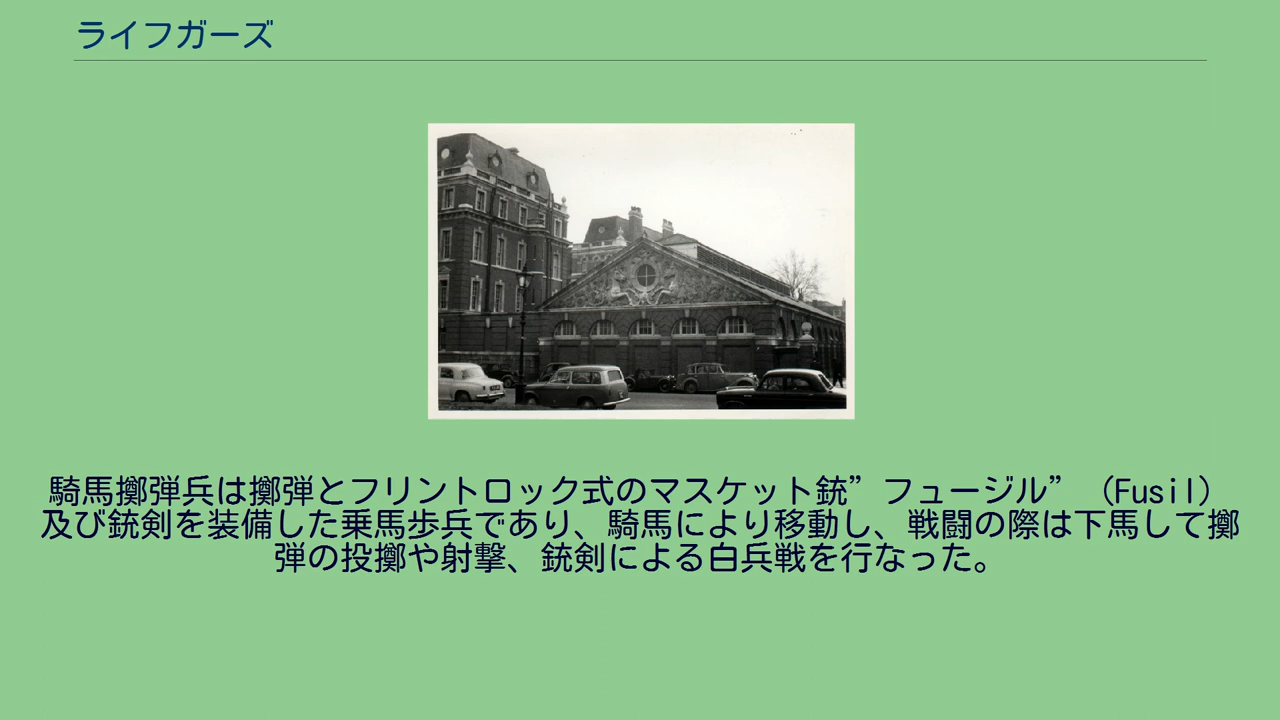 ライフガーズ
騎馬擲弾兵は擲弾とフリントロック式のマスケット銃”フュージル”（Fusil）
及び銃剣を装備した乗馬歩兵であり、騎馬により移動し、戦闘の際は下馬して擲
弾の投擲や射撃、銃剣による白兵戦を行なった。